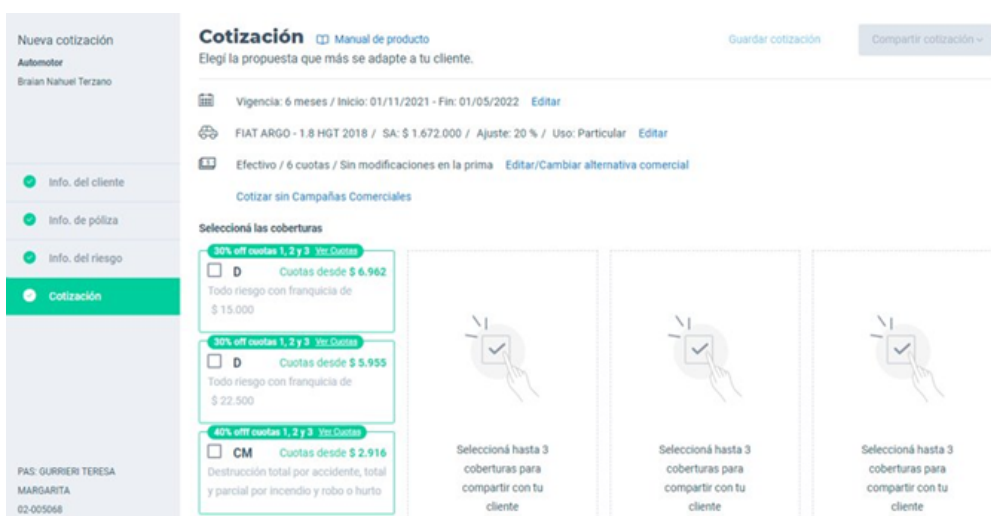 Nueva cotización
Automotor
Braian Nahuel Terzano
Info. del cliente
Info. de póliza
Info. del riesgo
Cotización
PAS: GURRIERI TERESA
MARGARITA
02-005068
Cotización Manual de producto
Guardar cotización
Compartir cotización
Elegí la propuesta que más se adapte a tu cliente.
Vigencia: 6 meses / Inicio: 01/11/2021 - Fin: 01/05/2022 Editar
FIAT ARGO - 1.8 HGT 2018 / SA: $ 1.672.000 / Ajuste: 20 % / Uso: Particular Editar
Efectivo / 6 cuotas / Sin modificaciones en la prima Editar/Cambiar alternativa comercial
Cotizar sin Campañas Comerciales
Seleccioná las coberturas
30% off cuotas 1, 2 y 3 Ver Cuotas
D Cuotas desde $ 6.962
Todo riesgo con franquicia de
$ 15.000
30% off cuotas 1, 2 y 3 Ver Cuotas
D Cuotas desde $ 5.955
Todo riesgo con franquicia de
$ 22.500
40% offf cuotas 1, 2 y 3 Ver Cuotas
CM Cuotas desde $ 2.916
Destrucción total por accidente, total
y parcial por incendio y robo o hurto
Seleccioná hasta 3
coberturas para
compartir con tu
cliente
Seleccioná hasta 3
coberturas para
compartir con tu
cliente
Seleccioná hasta 3
coberturas para
compartir con tu
cliente